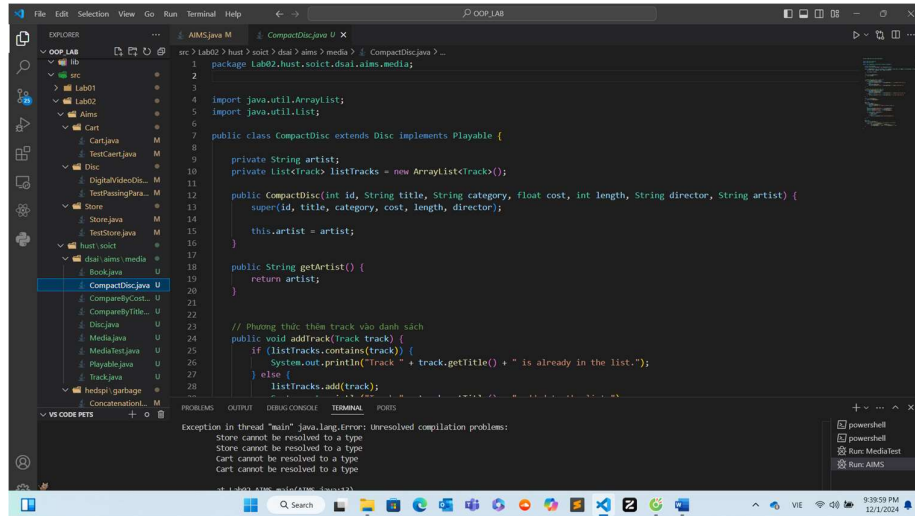 File Edit Selection View Go Run Terminal Help
OOP_LAB
EXPLORER
OOP_LAB
lib
src
Lab01
Lab02
Aims
Cart
Cart.java M
TestCaert.java M
Disc
DigitalVideoDis... M
TestPassingPara... M
Store
Store.java M
TestStore.java M
hust\soict
dsai\aims\media
Book.java U
CompactDisc.java U
CompareByCost... U
CompareByTitle... U
Disc.java U
Media.java U
MediaTest.java U
Playable.java U
Track.java U
hedspi\garbage
ConcatenationI... M
VS CODE PETS
AIMS.java M
CompactDisc.java U
src > Lab02 > hust > soict > dsai > aims > media > CompactDisc.java > ...
1 package Lab02.hust.soict.dsai.aims.media;
2
3
4 import java.util.ArrayList;
5 import java.util.List;
6
7 public class CompactDisc extends Disc implements Playable {
8
9 private String artist;
10 private List<Track> listTracks = new ArrayList<Track>();
11
12 public CompactDisc(int id, String title, String category, float cost, int length, String director, String artist) {
13 super(id, title, category, cost, length, director);
14
15 this.artist = artist;
16 }
17
18 public String getArtist() {
19 return artist;
20 }
21
22
23 // Phương thức thêm track vào danh sách
24 public void addTrack(Track track) {
25 if (listTracks.contains(track)) {
26 System.out.println("Track " + track.getTitle() + " is already in the list.");
27 } else {
28 listTracks.add(track);
PROBLEMS OUTPUT DEBUG CONSOLE TERMINAL PORTS
Exception in thread "main" java.lang.Error: Unresolved compilation problems:
Store cannot be resolved to a type
Store cannot be resolved to a type
Cart cannot be resolved to a type
Cart cannot be resolved to a type
at Lab02.AIMS.main(AIMS.java:13)
powershell
powershell
Run: MediaTest
Run: AIMS
Search
VIE
9:39:59 PM
12/1/2024